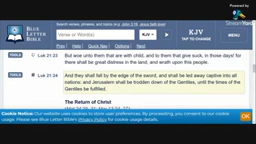 Powered by
StreamYard
Search verses, phrases, and topics (e.g. John 3:16, Jesus faith love)
BLUE
LETTER
BIBLE
Verse or Word(s)
KJV
KJV
TAP TO CHANGE
MENU
Prev | Help | Quick Nav | Options | Next
TOOLS
Luk 21:23
But woe unto them that are with child, and to them that give suck, in those days! for
there shall be great distress in the land, and wrath upon this people.
TOOLS
Luk 21:24
And they shall fall by the edge of the sword, and shall be led away captive into all
nations: and Jerusalem shall be trodden down of the Gentiles, until the times of the
Gentiles be fulfilled.
The Return of Christ
Cookie Notice: Our website uses cookies to store user preferences. By proceeding, you consent to our cookie
usage. Please see Blue Letter Bible's Privacy Policy for cookie usage details.
OK